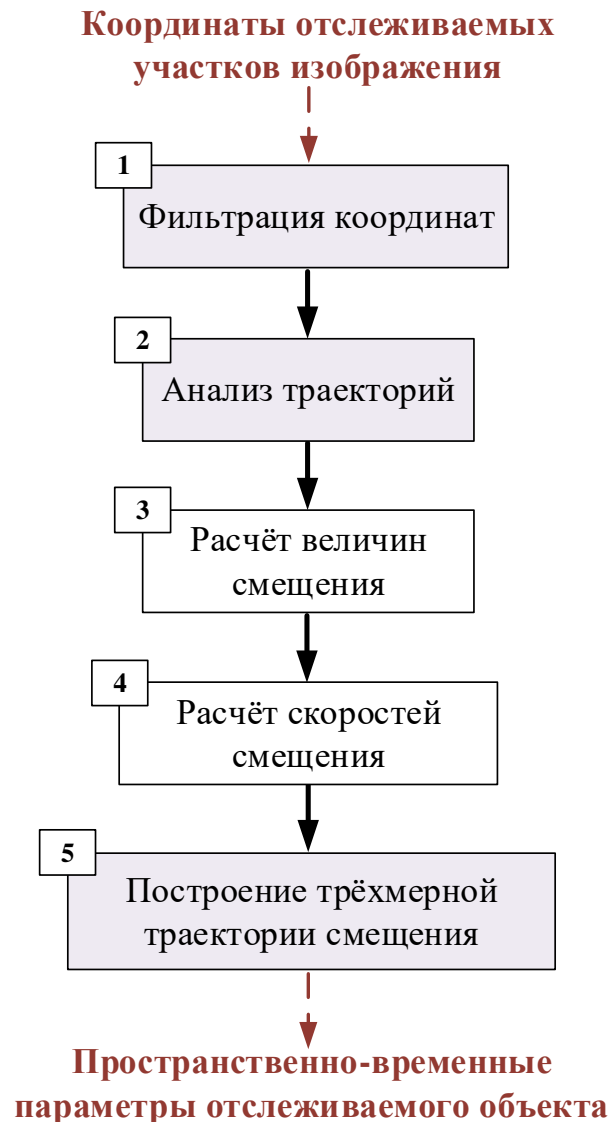 Координаты отслеживаемых
участков изображения
1
Фильтрация координат
2
Анализ траекторий
3
Расчёт величин
смещения
4
Расчёт скоростей
смещения
5
Построение трёхмерной
траектории смещения
Пространственно-временные
параметры отслеживаемого объекта